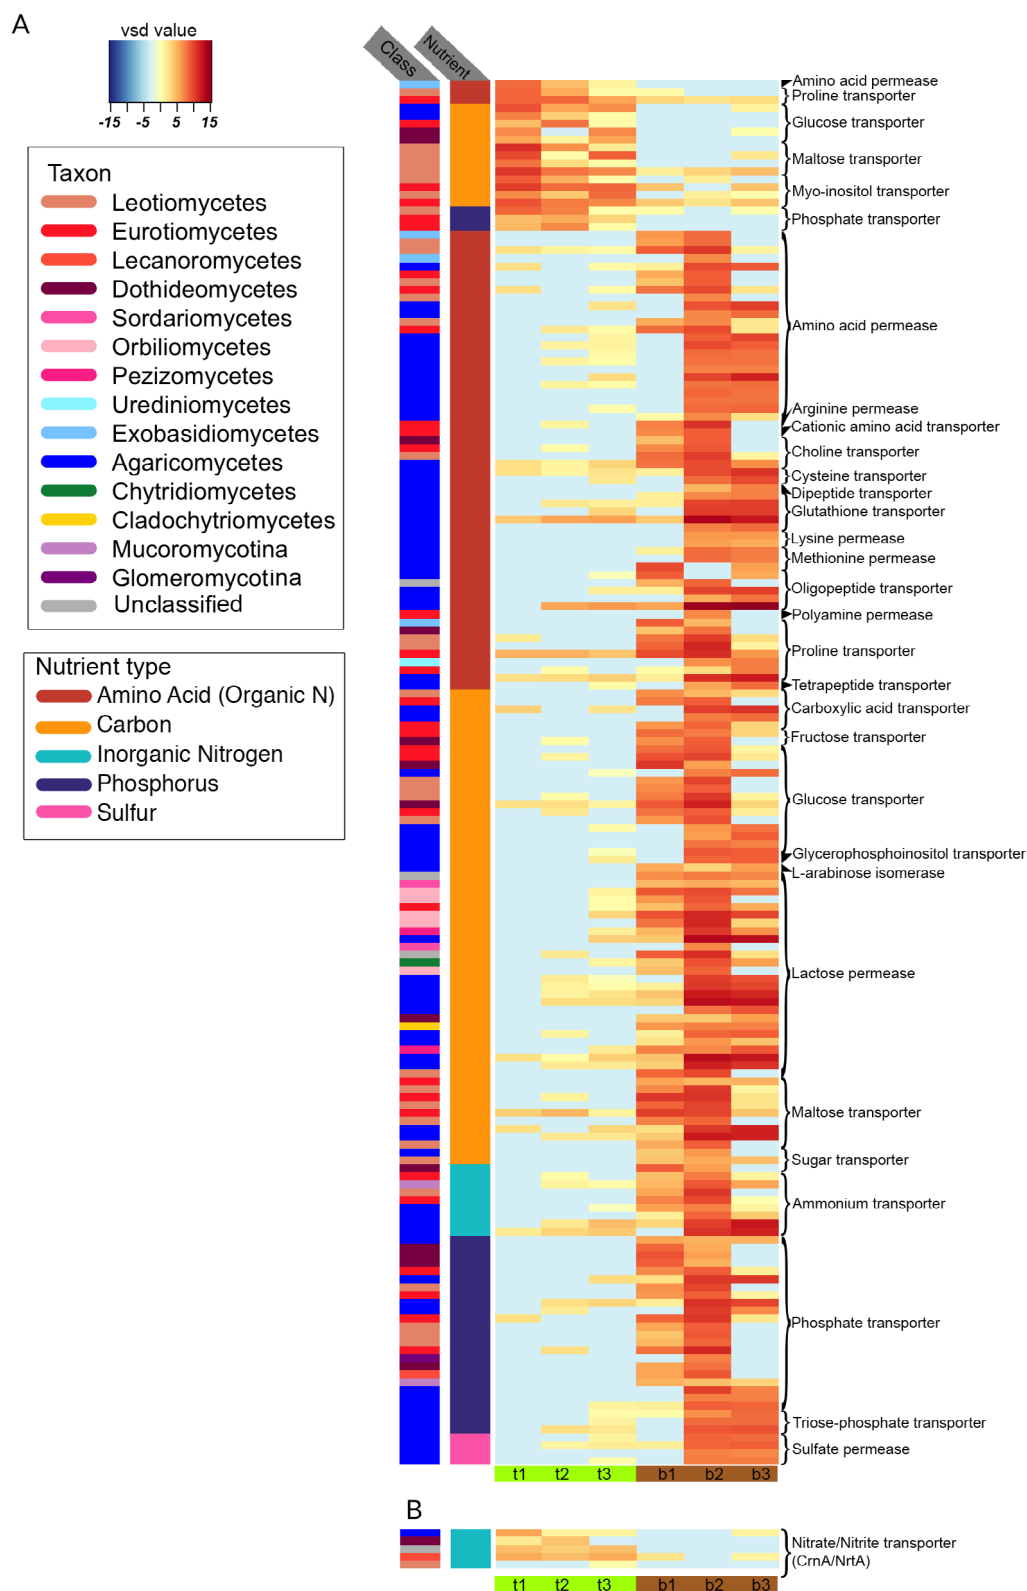 A
vsd value
-15 -5 5 15
Class
Nutrient
Taxon
Leotiomycetes
Eurotiomycetes
Lecanoromycetes
Dothideomycetes
Sordariomycetes
Orbiliomycetes
Pezizomycetes
Urediniomycetes
Exobasidiomycetes
Agaricomycetes
Chytridiomycetes
Cladochytriomycetes
Mucoromycotina
Glomeromycotina
Unclassified
Nutrient type
Amino Acid (Organic N)
Carbon
Inorganic Nitrogen
Phosphorus
Sulfur
Amino acid permease
Proline transporter
Glucose transporter
Maltose transporter
Myo-inositol transporter
Phosphate transporter
Amino acid permease
Arginine permease
Cationic amino acid transporter
Choline transporter
Cysteine transporter
Dipeptide transporter
Glutathione transporter
Lysine permease
Methionine permease
Oligopeptide transporter
Polyamine permease
Proline transporter
Tetrapeptide transporter
Carboxylic acid transporter
Fructose transporter
Glucose transporter
Glycerophosphoinositol transporter
L-arabinose isomerase
Lactose permease
Maltose transporter
Sugar transporter
Ammonium transporter
Phosphate transporter
Triose-phosphate transporter
Sulfate permease
t1 t2 t3 b1 b2 b3
B
Nitrate/Nitrite transporter
(CrnA/NrtA)
t1 t2 t3 b1 b2 b3